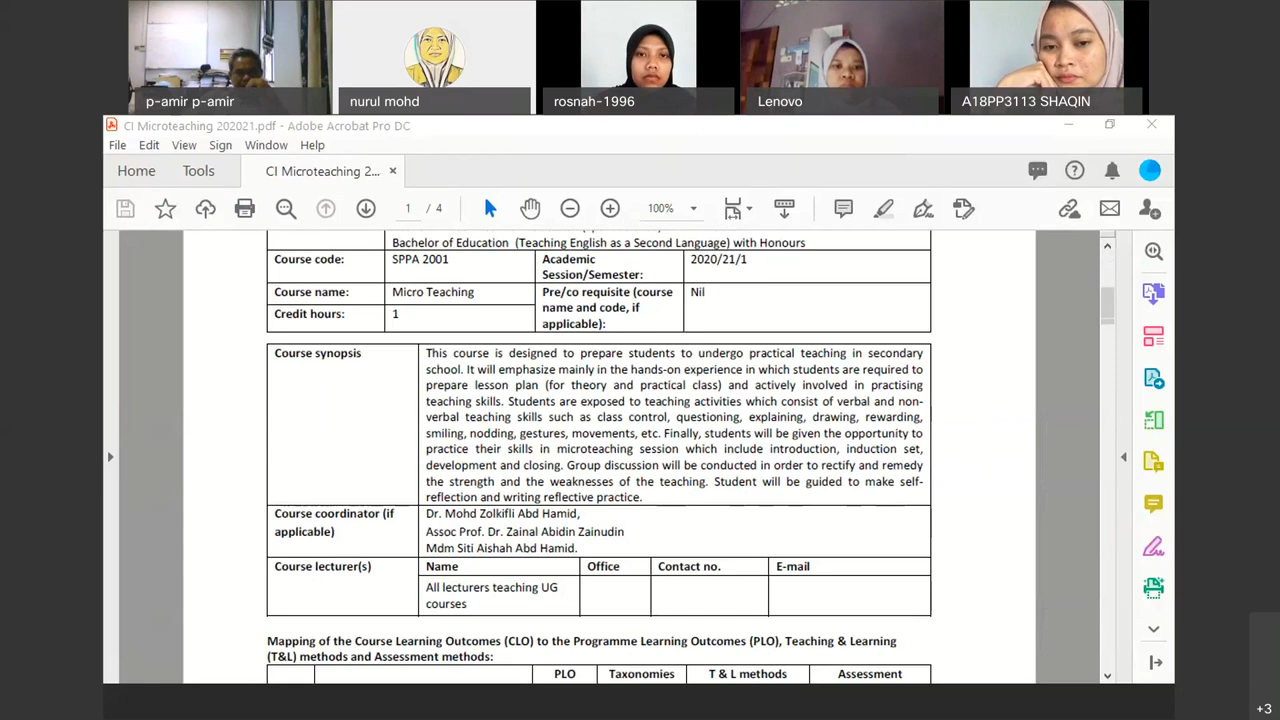 p-amir p-amir
nurul mohd
rosnah-1996
Lenovo
A18PP3113 SHAQIN
CI Microteaching 202021.pdf - Adobe Acrobat Pro DC
File Edit View Sign Window Help
Home Tools CI Microteaching 2... ×
1 / 4 100%
Bachelor of Education (Teaching English as a Second Language) with Honours
Course code: SPPA 2001 Academic Session/Semester: 2020/21/1
Course name: Micro Teaching Pre/co requisite (course name and code, if applicable): Nil
Credit hours: 1
Course synopsis
This course is designed to prepare students to undergo practical teaching in secondary
school. It will emphasize mainly in the hands-on experience in which students are required to
prepare lesson plan (for theory and practical class) and actively involved in practising
teaching skills. Students are exposed to teaching activities which consist of verbal and non-
verbal teaching skills such as class control, questioning, explaining, drawing, rewarding,
smiling, nodding, gestures, movements, etc. Finally, students will be given the opportunity to
practice their skills in microteaching session which include introduction, induction set,
development and closing. Group discussion will be conducted in order to rectify and remedy
the strength and the weaknesses of the teaching. Student will be guided to make self-
reflection and writing reflective practice.
Course coordinator (if applicable)
Dr. Mohd Zolkifli Abd Hamid,
Assoc Prof. Dr. Zainal Abidin Zainudin
Mdm Siti Aishah Abd Hamid.
Course lecturer(s) Name Office Contact no. E-mail
All lecturers teaching UG
courses
Mapping of the Course Learning Outcomes (CLO) to the Programme Learning Outcomes (PLO), Teaching & Learning
(T&L) methods and Assessment methods:
PLO Taxonomies T & L methods Assessment
+3